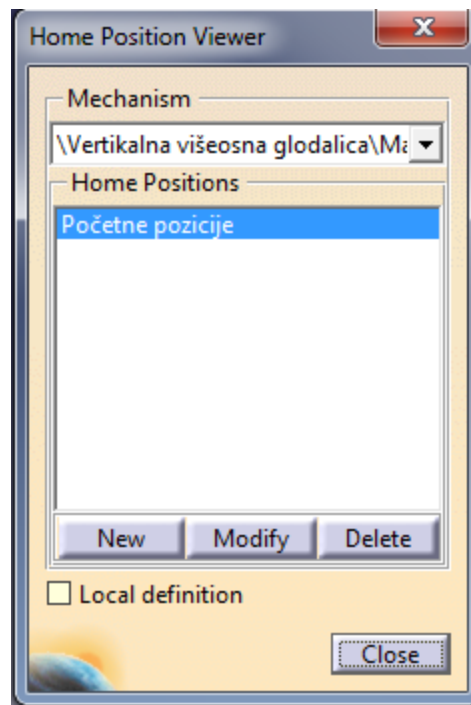 Home Position Viewer
Mechanism
\Vertikalna višeosna glodalica\Ma
Home Positions
Početne pozicije
New Modify Delete
Local definition
Close